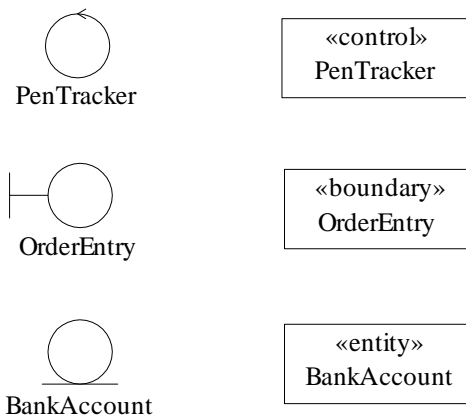 «control»
PenTracker
PenTracker
«boundary»
OrderEntry
OrderEntry
«entity»
BankAccount
BankAccount